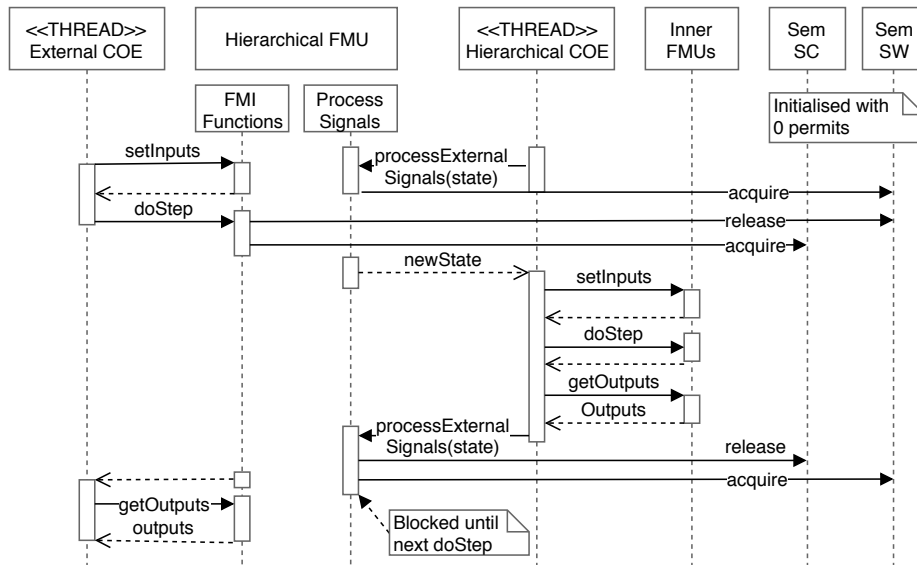 <<THREAD>>
External COE
Hierarchical FMU
<<THREAD>>
Hierarchical COE
Inner
FMUs
Sem
SC
Sem
SW
FMI
Functions
Process
Signals
Initialised with
0 permits
setInputs
processExternal
Signals(state)
acquire
doStep
release
acquire
newState
setInputs
doStep
getOutputs
Outputs
processExternal
Signals(state)
release
acquire
getOutputs
outputs
Blocked until
next doStep